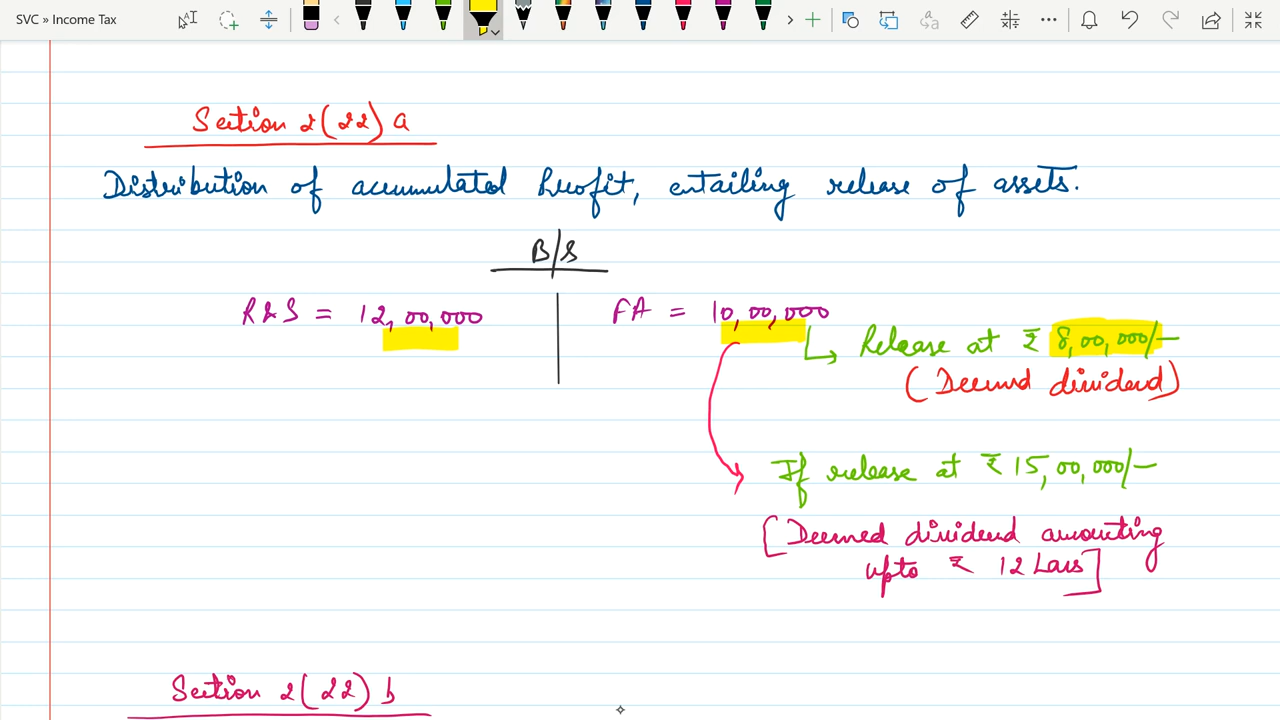 SVC » Income Tax
Section 2(22) a
Distribution of accumulated Profit, entailing release of assets.
B/S
R&S = 12,00,000
FA = 10,00,000
Release at ₹ 8,00,000/-
(Deemed dividend)
If release at ₹ 15,00,000/-
[Deemed dividend amounting
upto ₹ 12 Lacs]
Section 2(22) b